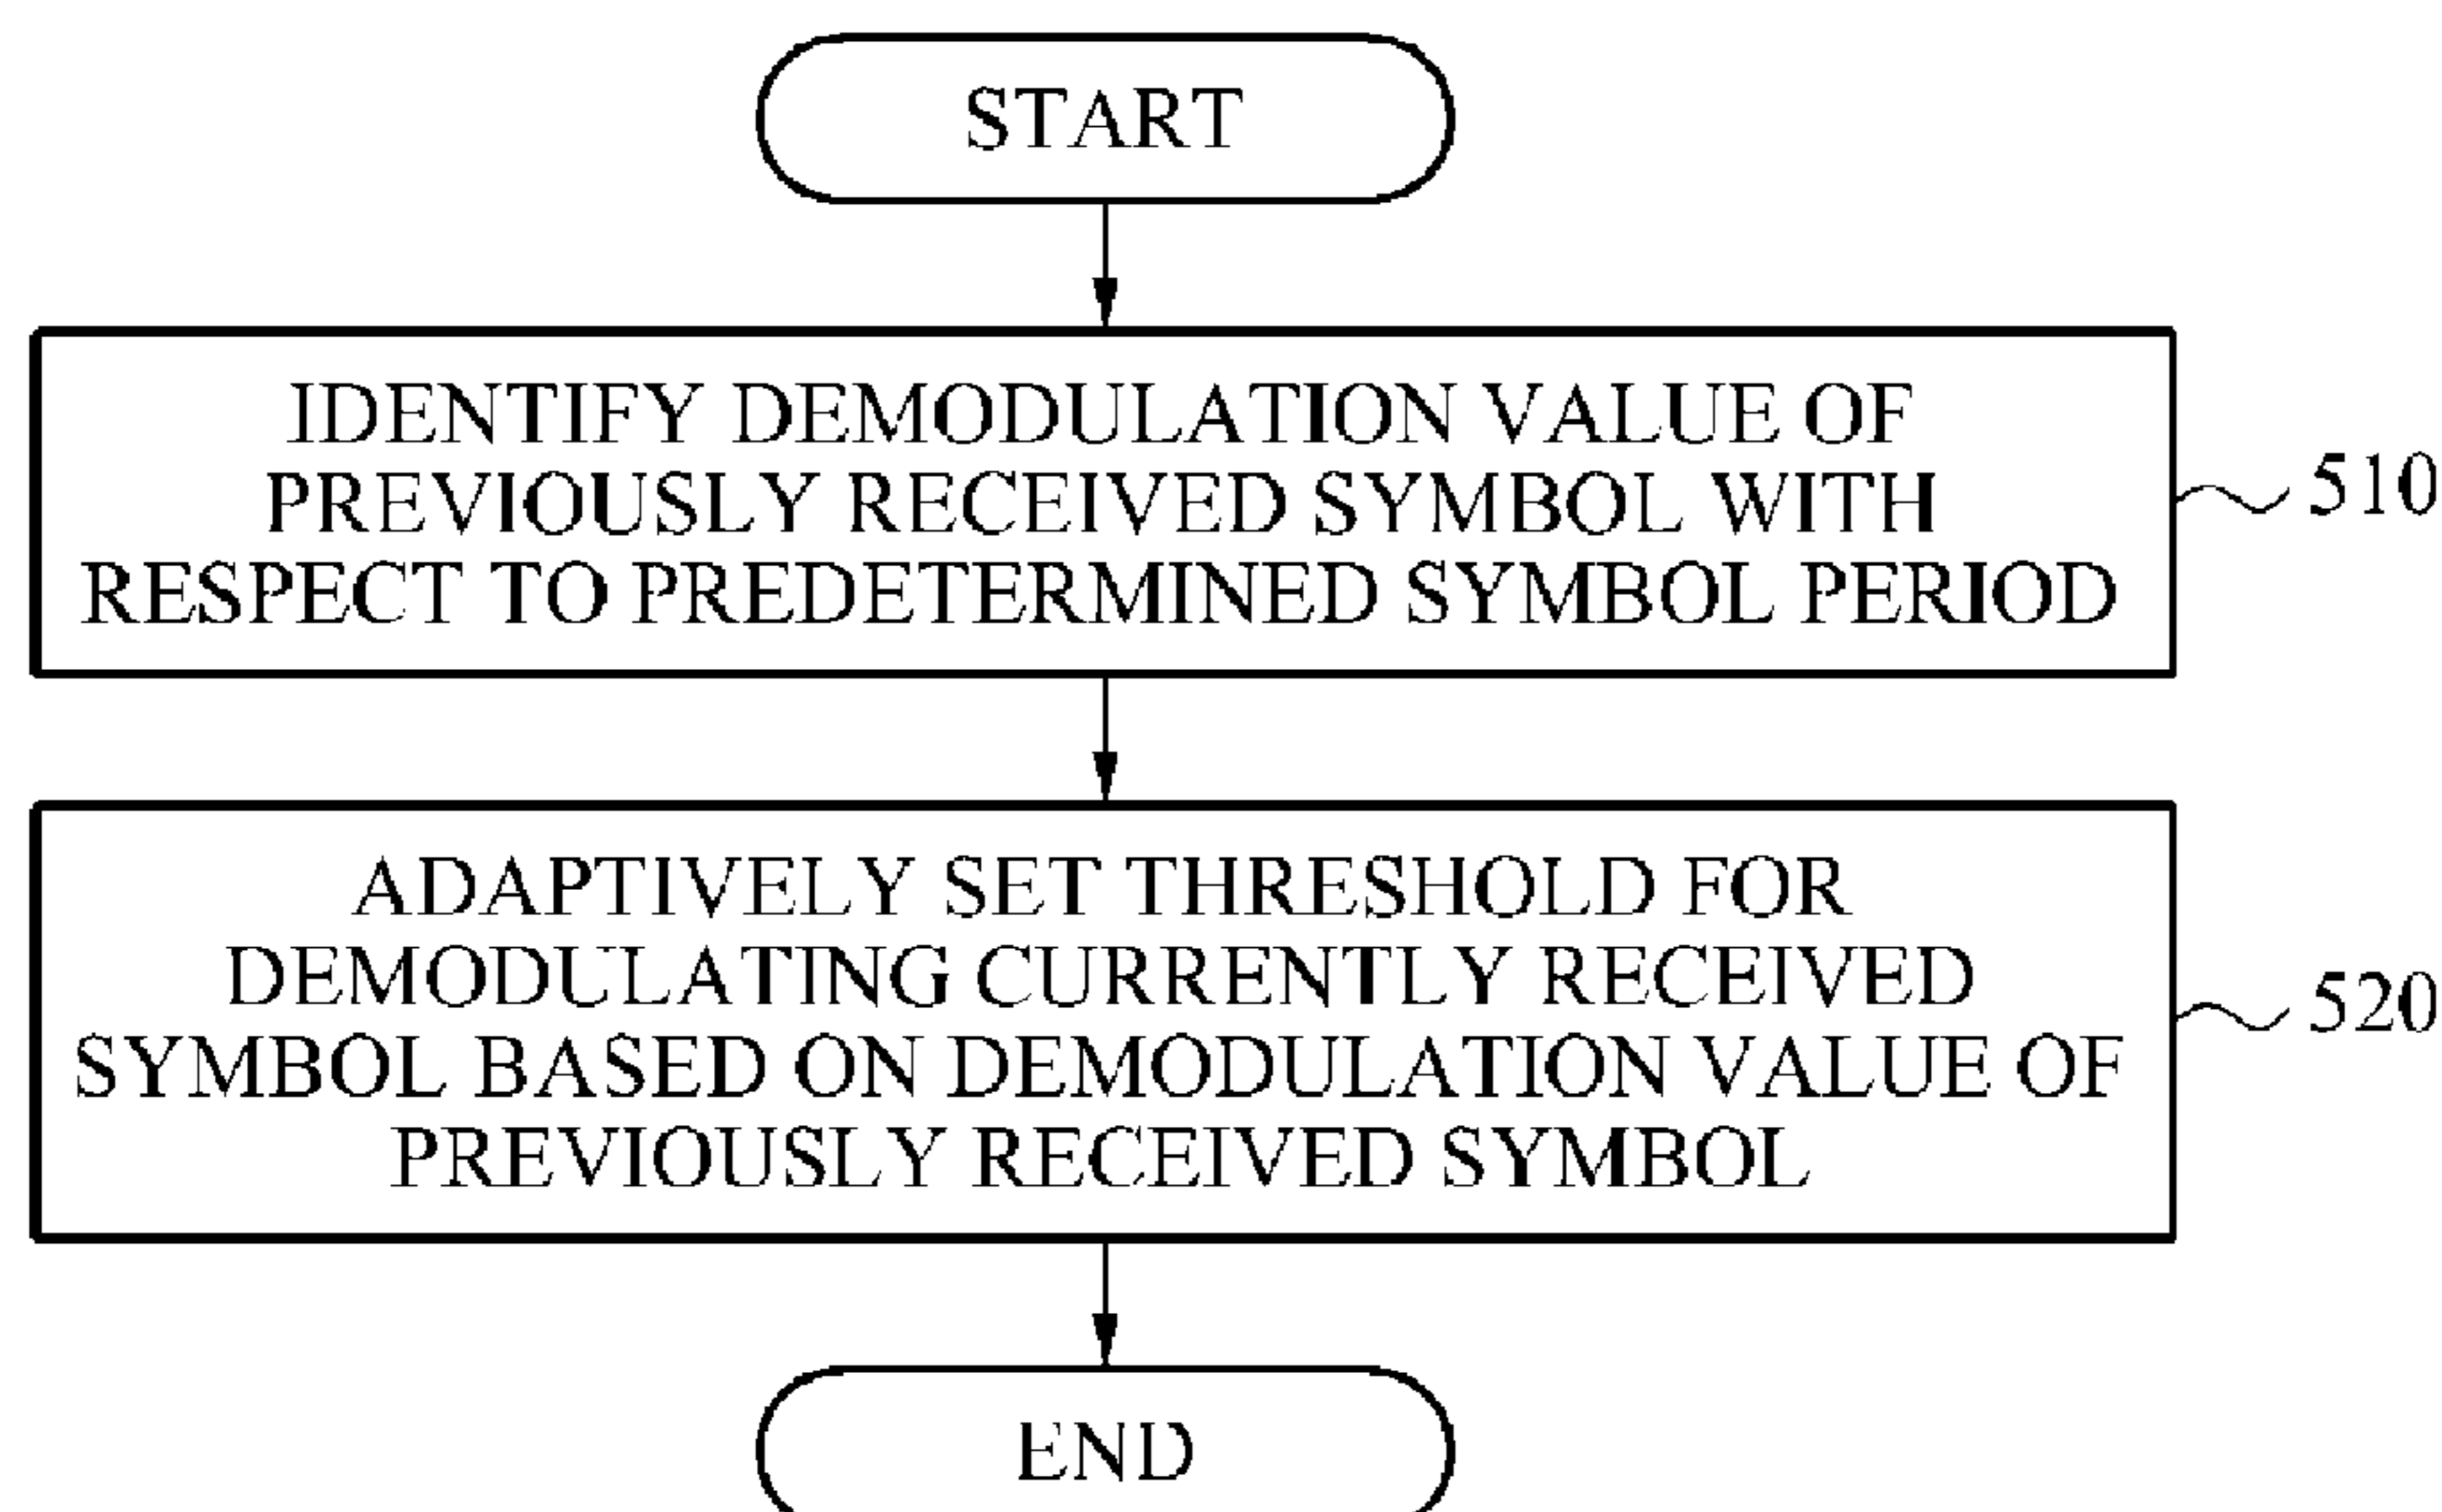 START
IDENTIFY DEMODULATION VALUE OF
PREVIOUSLY RECEIVED SYMBOL WITH
RESPECT TO PREDETERMINED SYMBOL PERIOD
510
ADAPTIVELY SET THRESHOLD FOR
DEMODULATING CURRENTLY RECEIVED
SYMBOL BASED ON DEMODULATION VALUE OF
PREVIOUSLY RECEIVED SYMBOL
520
END